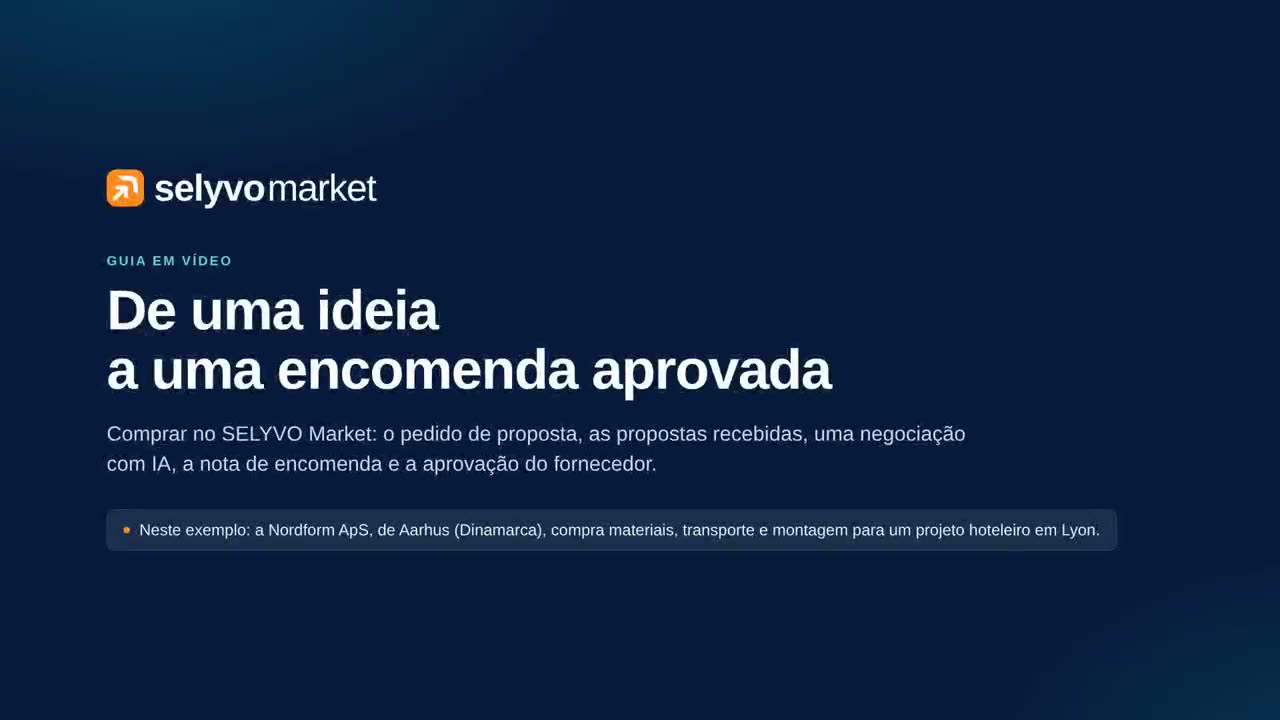 selyvomarket
GUIA EM VÍDEO
De uma ideia
a uma encomenda aprovada
Comprar no SELYVO Market: o pedido de proposta, as propostas recebidas, uma negociação
com IA, a nota de encomenda e a aprovação do fornecedor.
Neste exemplo: a Nordform ApS, de Aarhus (Dinamarca), compra materiais, transporte e montagem para um projeto hoteleiro em Lyon.